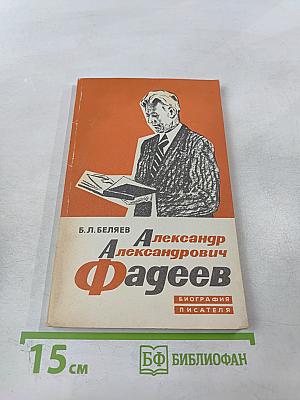 Б. Л. БЕЛЯЕВ
Александр
Александрович
Фадеев
БИОГРАФИЯ
ПИСАТЕЛЯ
15 см
БФ БИБЛИОФАН